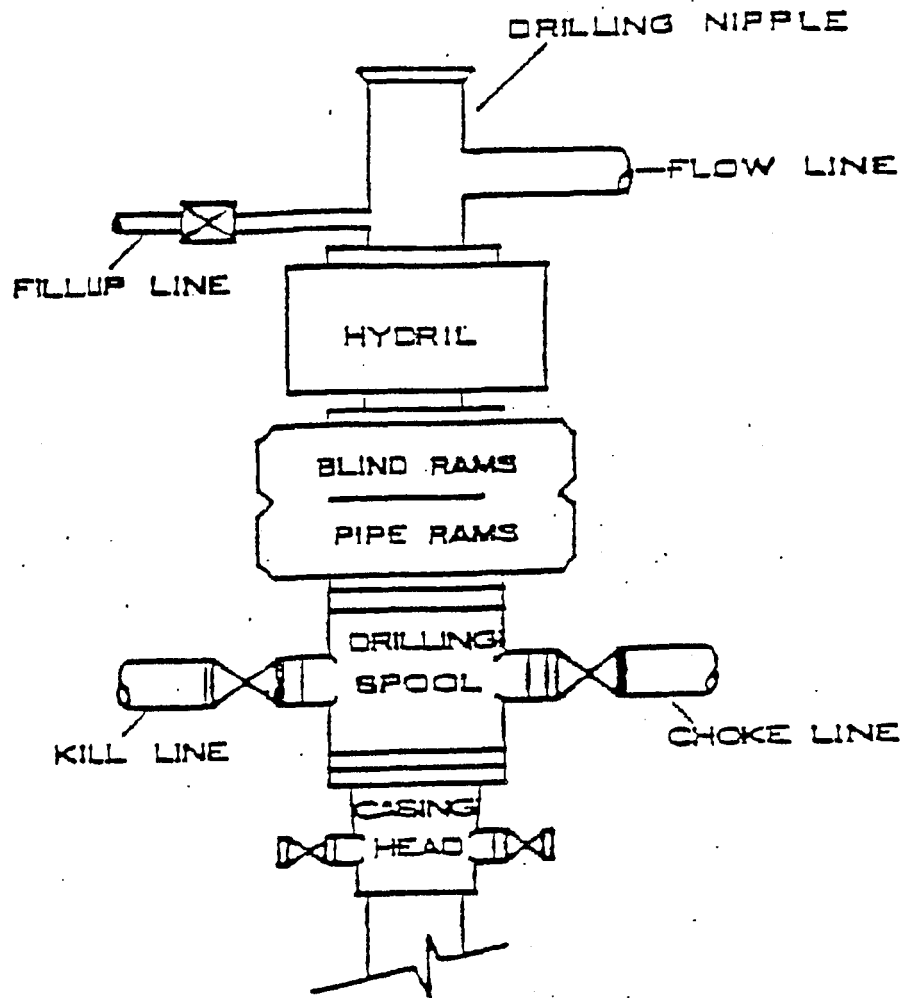 DRILLING NIPPLE
FLOW LINE
FILLUP LINE
HYDRIL
BLIND RAMS
PIPE RAMS
DRILLING
SPOOL
KILL LINE
CHOKE LINE
CASING
HEAD